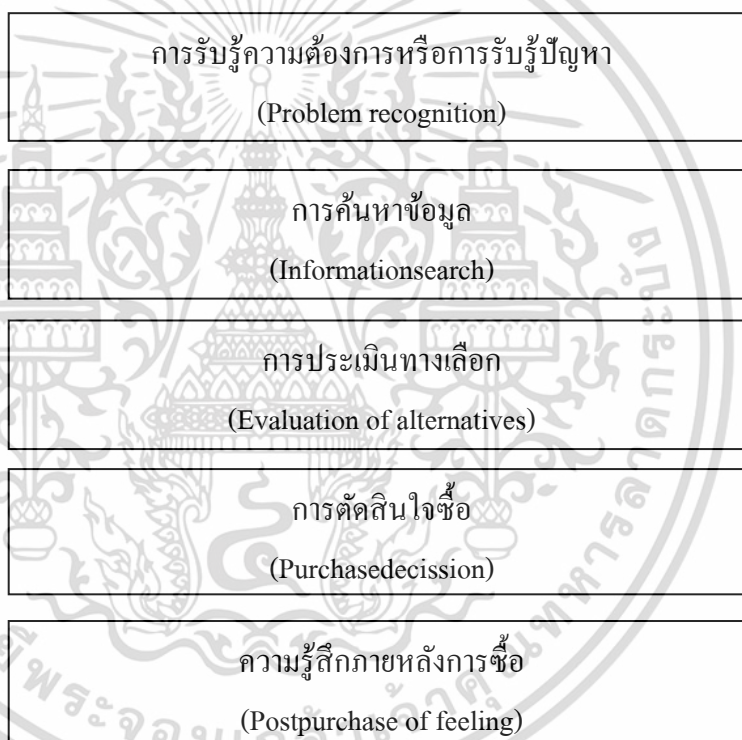 การรับรู้ความต้องการหรือการรับรู้ปัญหา
(Problem recognition)
การค้นหาข้อมูล
(Informationsearch)
การประเมินทางเลือก
(Evaluation of alternatives)
การตัดสินใจซื้อ
(Purchasedecission)
ความรู้สึกภายหลังการซื้อ
(Postpurchase of feeling)